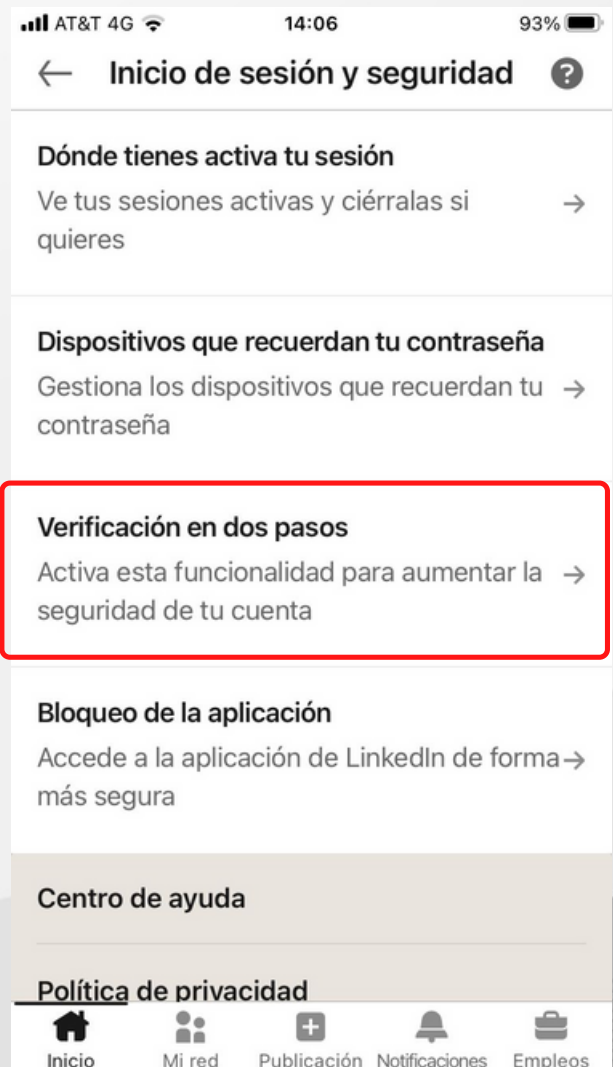 AT&T 4G 14:06 93%
← Inicio de sesión y seguridad ?
Dónde tienes activa tu sesión
Ve tus sesiones activas y ciérralas si →
quieres
Dispositivos que recuerdan tu contraseña
Gestiona los dispositivos que recuerdan tu →
contraseña
Verificación en dos pasos
Activa esta funcionalidad para aumentar la →
seguridad de tu cuenta
Bloqueo de la aplicación
Accede a la aplicación de LinkedIn de forma →
más segura
Centro de ayuda
Política de privacidad
Inicio Mi red Publicación Notificaciones Empleos